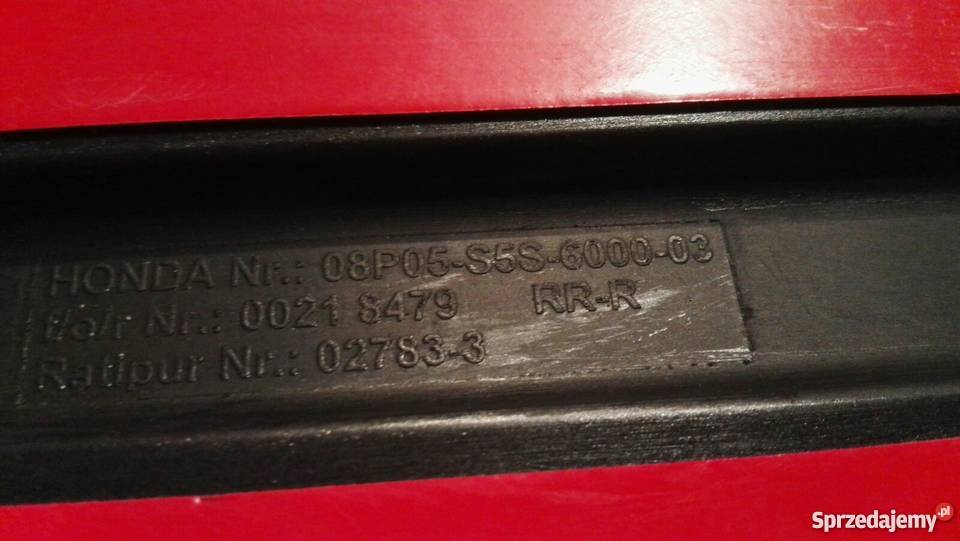 HONDA Nr.: 08P05-S5S-6000-03
r/o/r Nr.: 0021 8479 RR-R
Ratipur Nr.: 02783-3
Sprzedajemy.pl